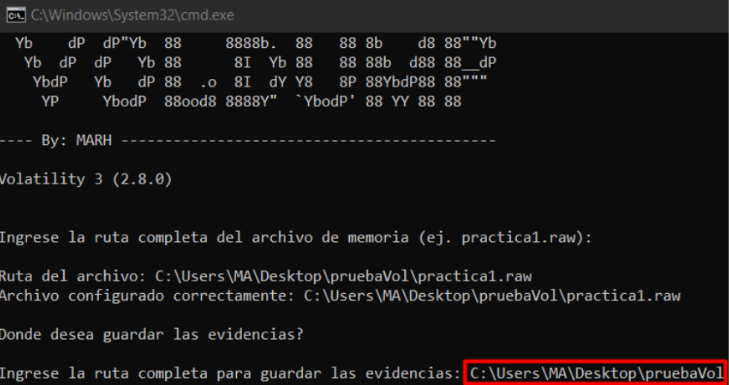 C:\Windows\System32\cmd.exe
Yb dP dP"Yb 88 8888b. 88 88 8b d8 88""Yb
Yb dP dP Yb 88 8I Yb 88 88 88b d88 88__dP
YbdP Yb dP 88 .o 8I dY Y8 8P 88YbdP88 88"""
YP YbodP 88ood8 8888Y" `YbodP' 88 YY 88 88
---- By: MARH ------------------------------------------
Volatility 3 (2.8.0)
Ingrese la ruta completa del archivo de memoria (ej. practica1.raw):
Ruta del archivo: C:\Users\MA\Desktop\pruebaVol\practica1.raw
Archivo configurado correctamente: C:\Users\MA\Desktop\pruebaVol\practica1.raw
Donde desea guardar las evidencias?
Ingrese la ruta completa para guardar las evidencias: C:\Users\MA\Desktop\pruebaVol